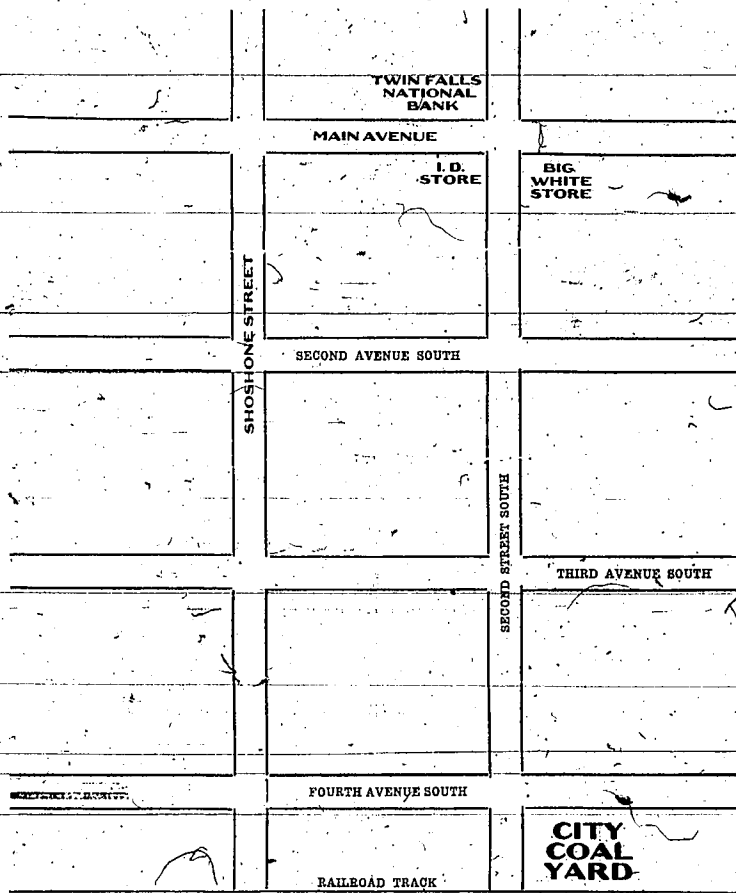 TWIN FALLS
NATIONAL
BANK
MAIN AVENUE
I. D.
STORE
BIG
WHITE
STORE
SHOSHONE STREET
SECOND AVENUE SOUTH
SECOND STREET SOUTH
THIRD AVENUE SOUTH
FOURTH AVENUE SOUTH
CITY
COAL
YARD
RAILROAD TRACK